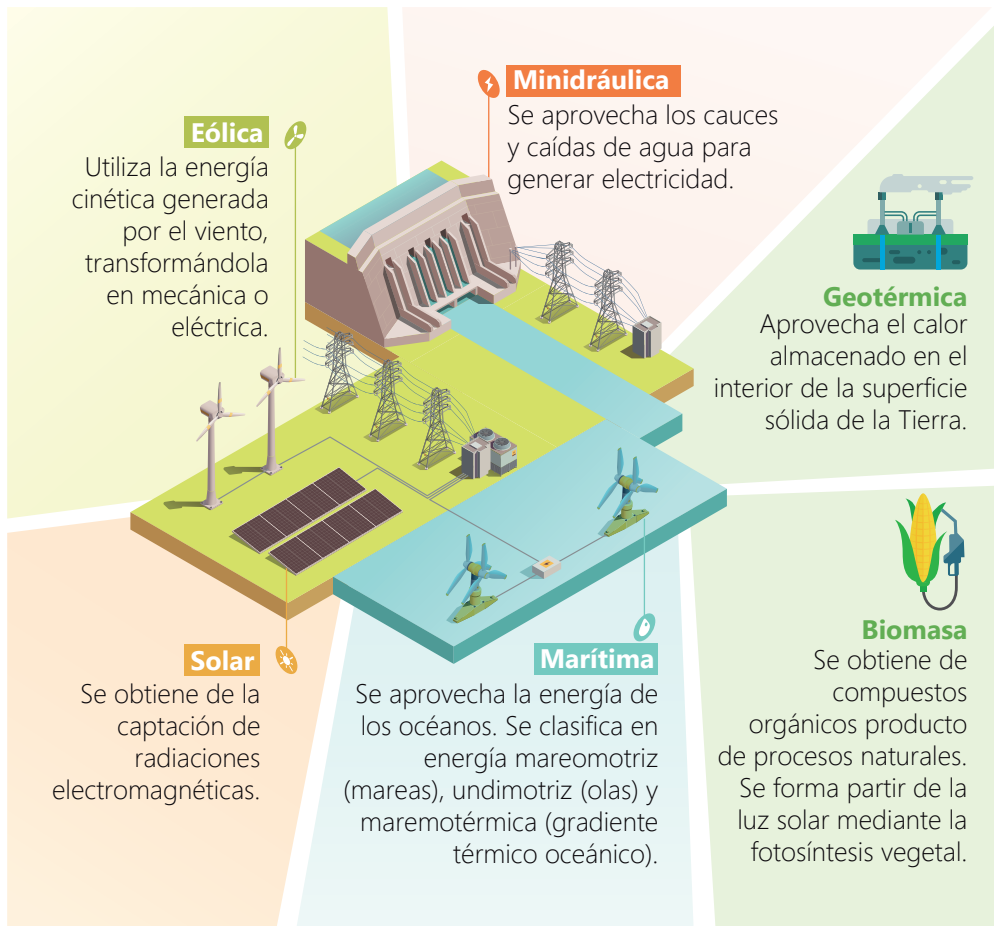 Minidráulica
Se aprovecha los cauces
y caídas de agua para
generar electricidad.
Eólica
Utiliza la energía
cinética generada
por el viento,
transformándola
en mecánica o
eléctrica.
Geotérmica
Aprovecha el calor
almacenado en el
interior de la superficie
sólida de la Tierra.
Solar
Se obtiene de la
captación de
radiaciones
electromagnéticas.
Marítima
Se aprovecha la energía de
los océanos. Se clasifica en
energía mareomotriz
(mareas), undimotriz (olas) y
maremotérmica (gradiente
térmico oceánico).
Biomasa
Se obtiene de
compuestos
orgánicos producto
de procesos naturales.
Se forma partir de la
luz solar mediante la
fotosíntesis vegetal.